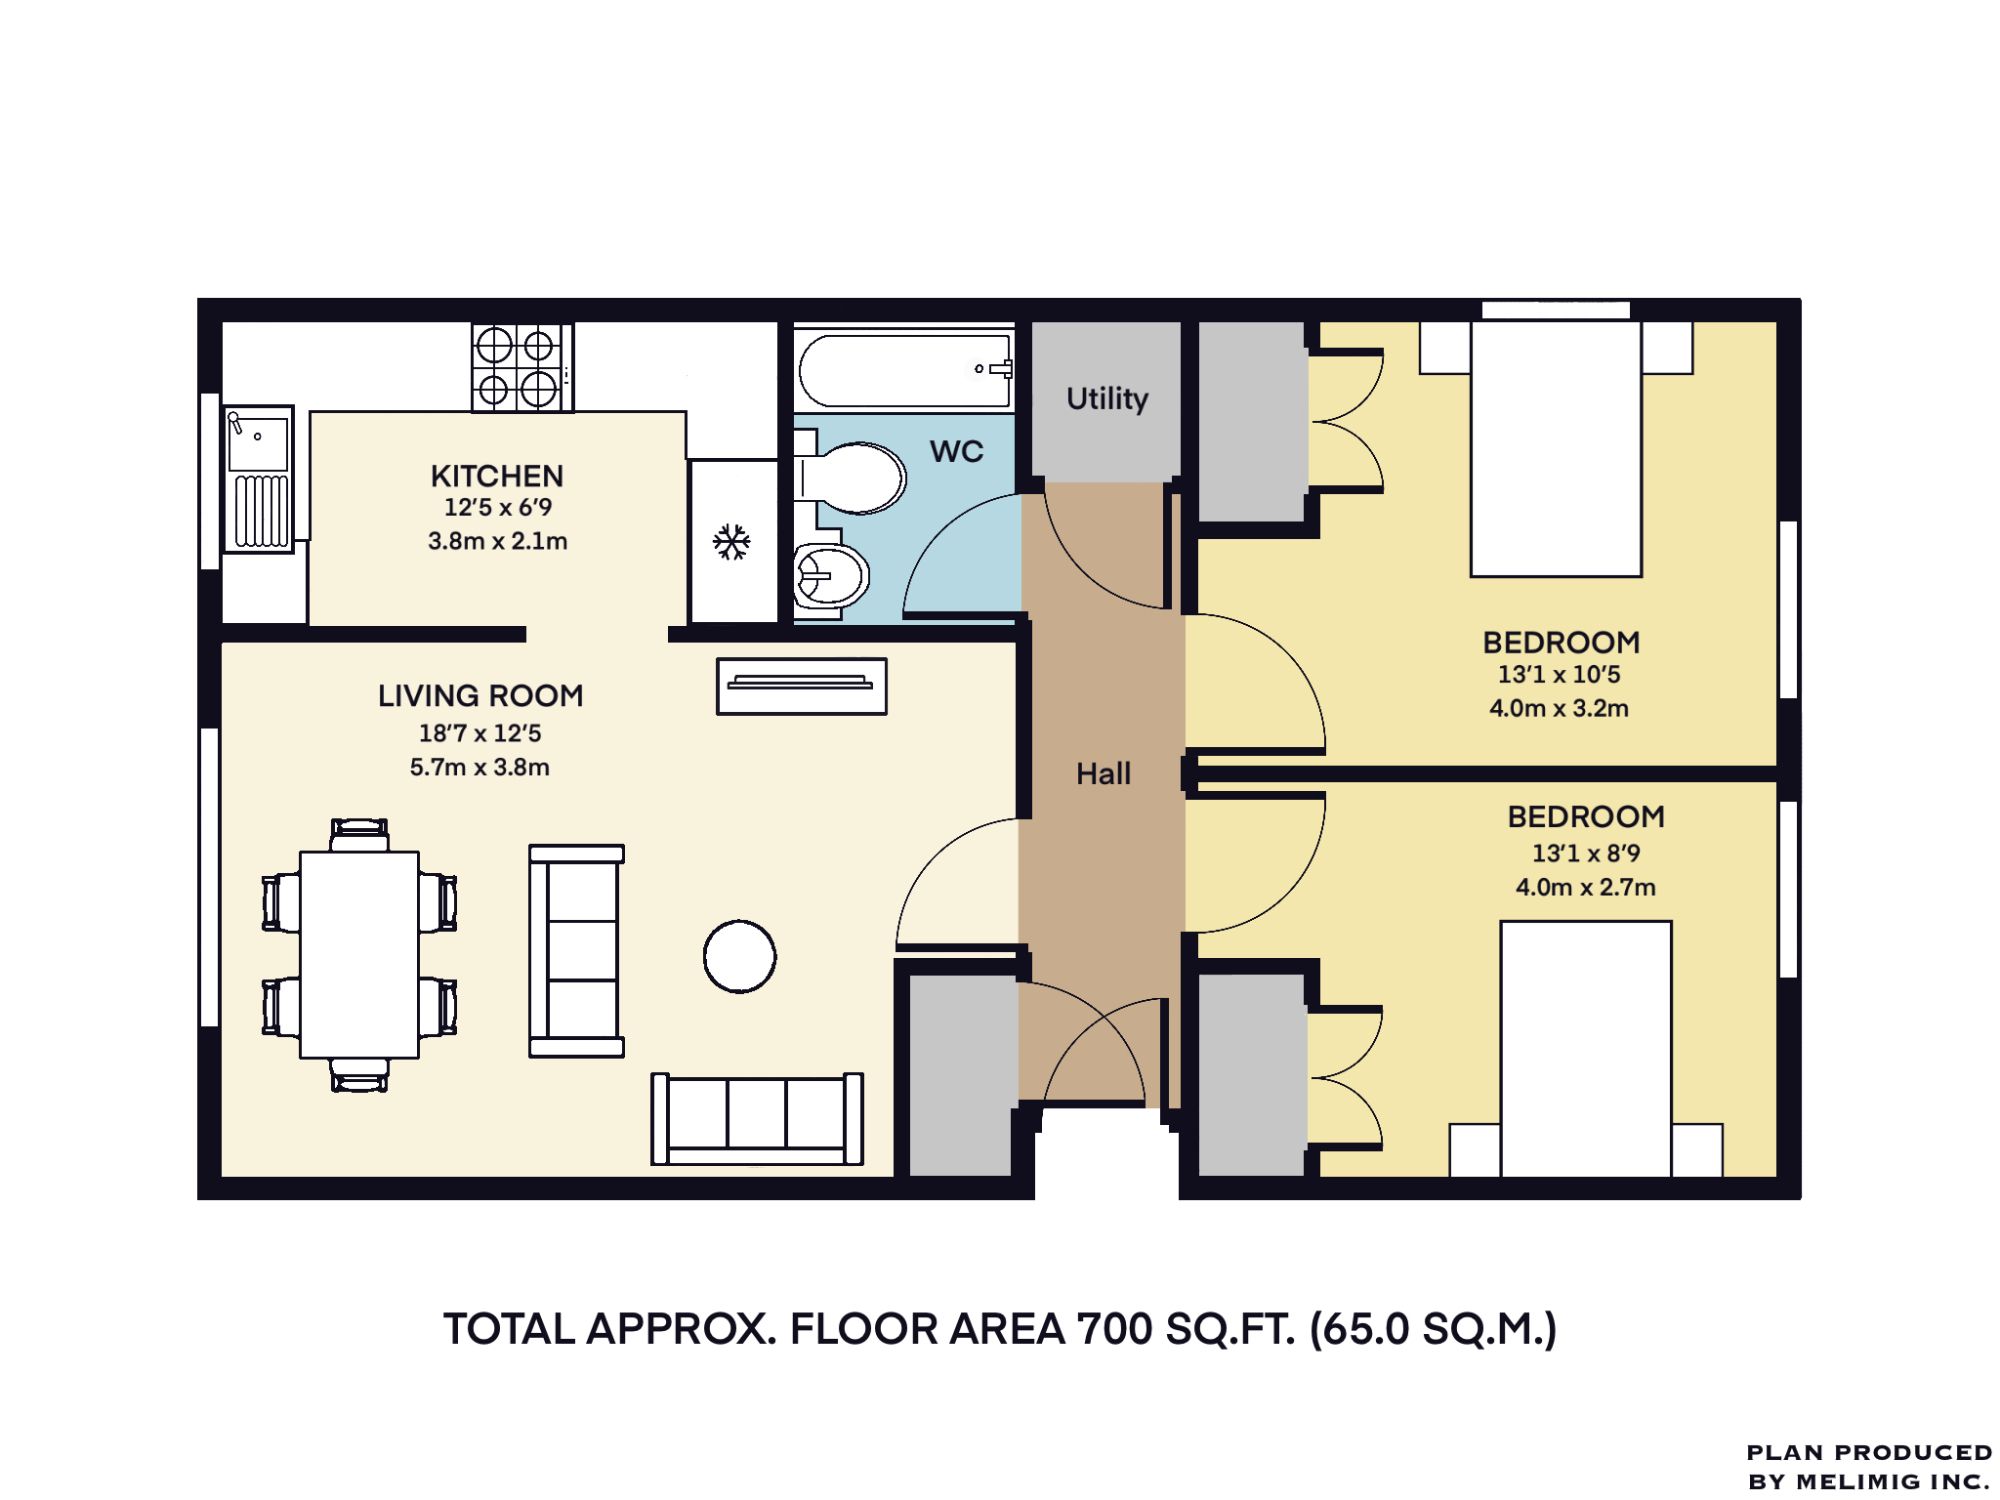 Utility
WC
KITCHEN
12’5 x 6’9
3.8m x 2.1m
BEDROOM
13’1 x 10’5
4.0m x 3.2m
LIVING ROOM
18’7 x 12’5
5.7m x 3.8m
Hall
BEDROOM
13’1 x 8’9
4.0m x 2.7m
TOTAL APPROX. FLOOR AREA 700 SQ.FT. (65.0 SQ.M.)
PLAN PRODUCED
BY MELIMIG INC.